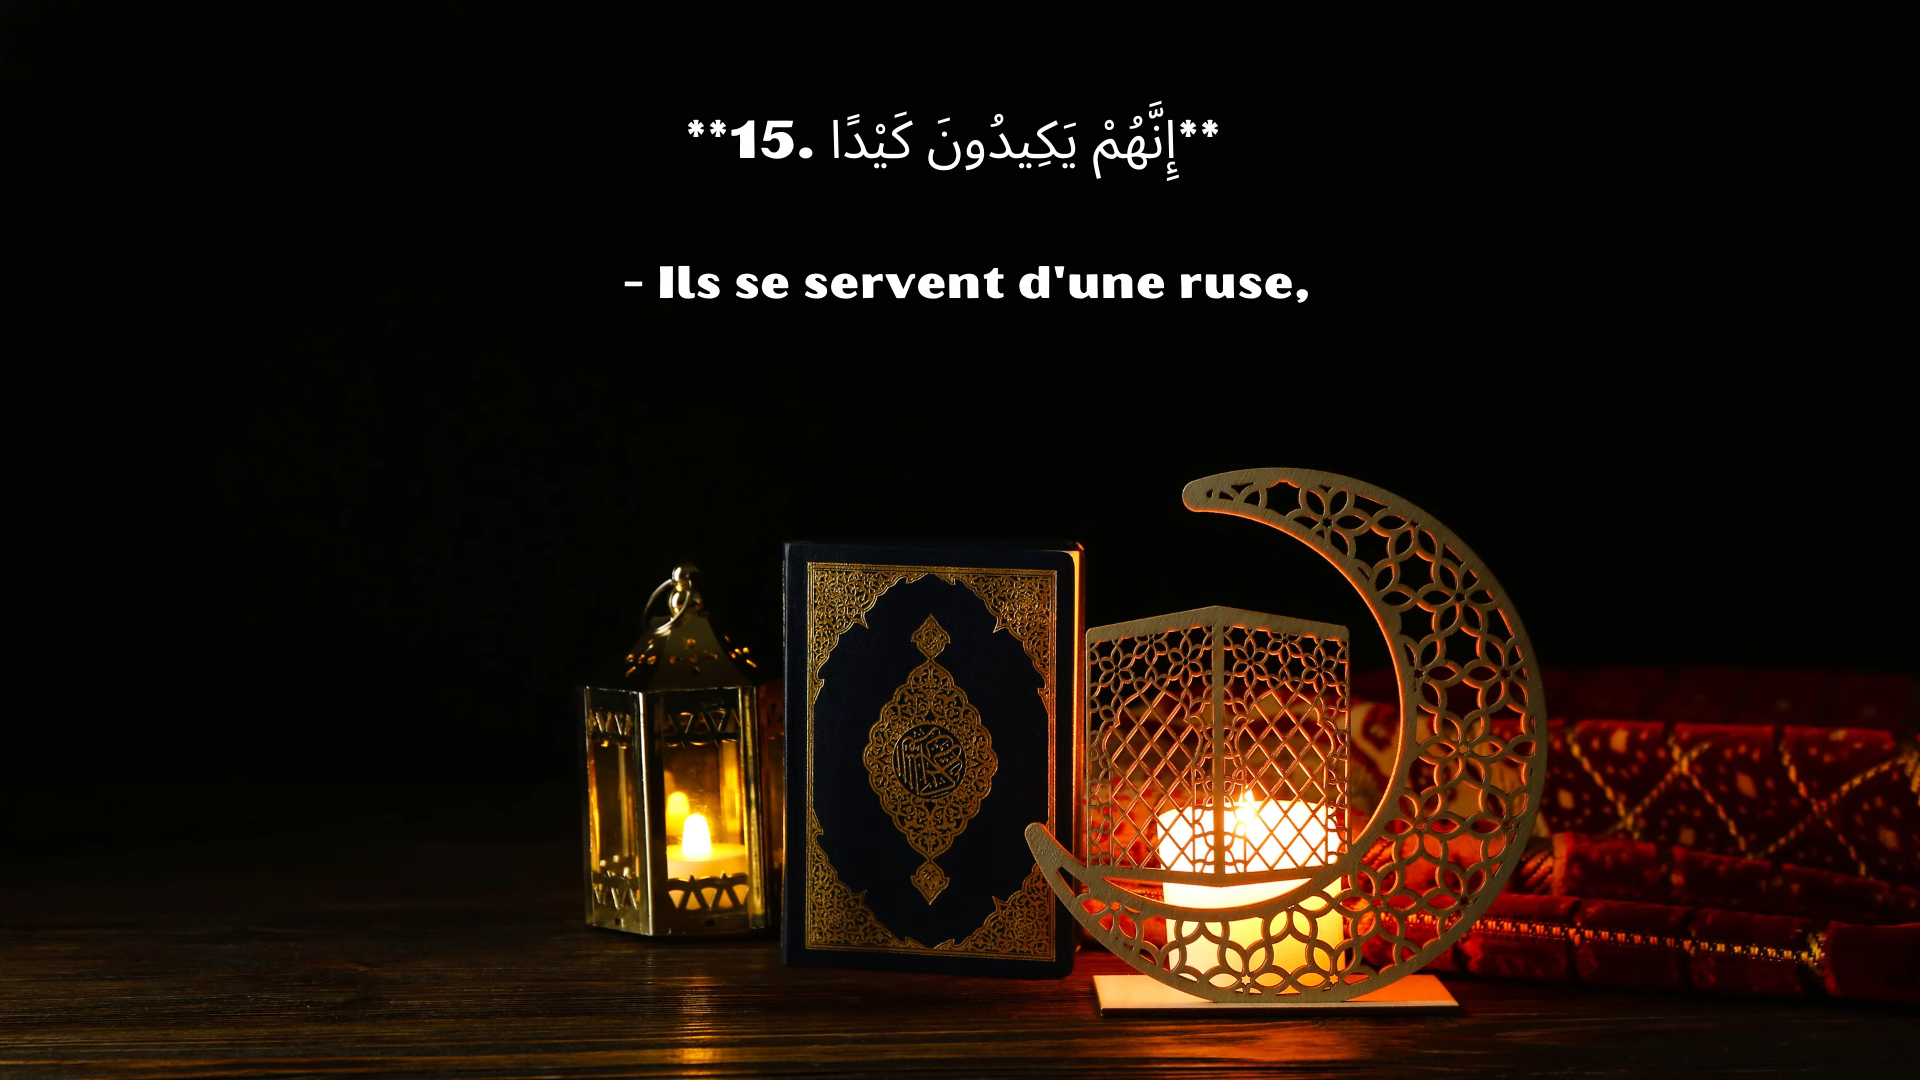 **15. إِنَّهُمْ يَكِيدُونَ كَيْدًا**
- Ils se servent d'une ruse,